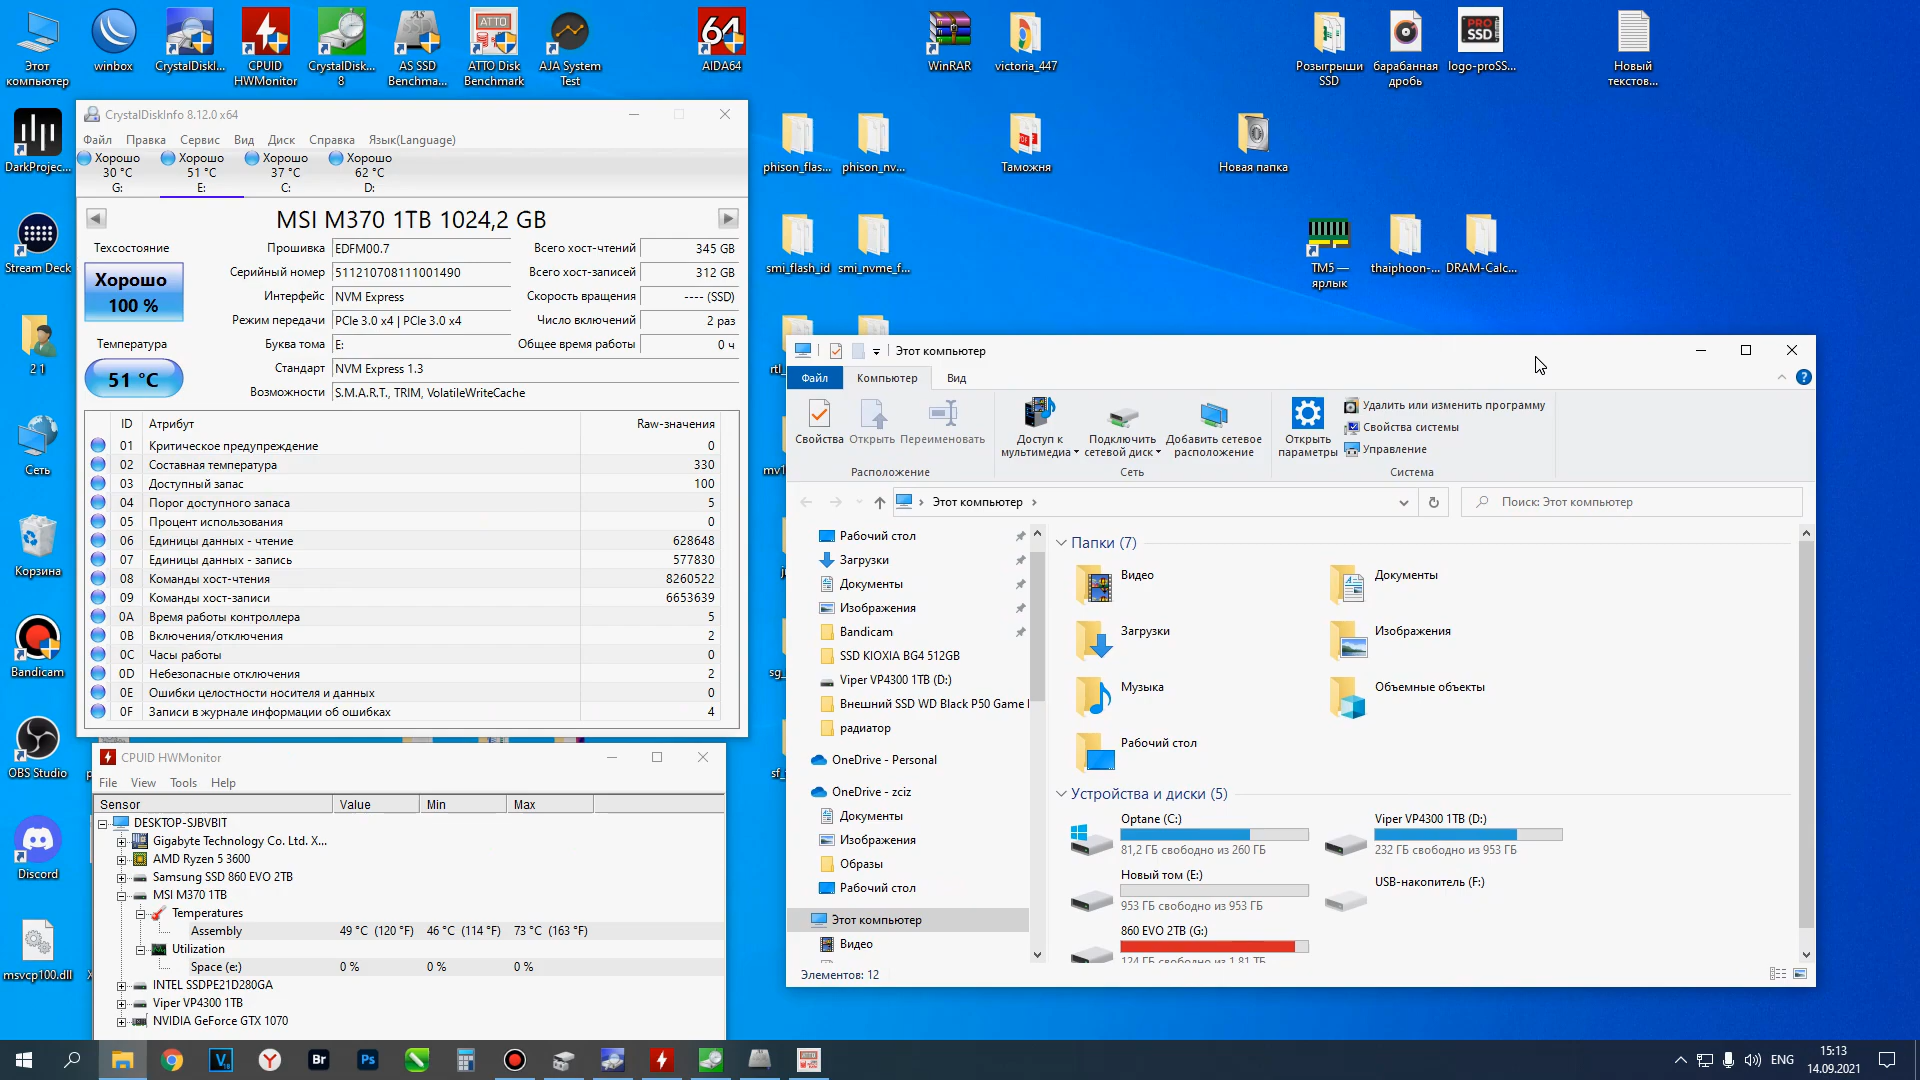 Этот компьютер
winbox
CrystalDiskI...
CPUID HWMonitor
CrystalDisk... 8
AS SSD Benchma...
ATTO Disk Benchmark
AJA System Test
AIDA64
WinRAR
victoria_447
Розыгрыши SSD
барабанная дробь
logo-proSS...
Новый текстов...
DarkProjec...
phison_flas...
phison_nv...
Таможня
Новая папка
Stream Deck
smi_flash_id
smi_nvme_f...
TM5 — ярлык
thaiphoon-...
DRAM-Calc...
2 1
Сеть
Корзина
Bandicam
OBS Studio
Discord
msvcp100.dll
CrystalDiskInfo 8.12.0 x64
Файл Правка Сервис Вид Диск Справка Язык(Language)
Хорошо Хорошо Хорошо Хорошо
30 °C 51 °C 37 °C 62 °C
G: E: C: D:
MSI M370 1TB 1024,2 GB
Техсостояние
Хорошо
100 %
Температура
51 °C
Прошивка EDFM00.7 Всего хост-чтений 345 GB
Серийный номер 511210708111001490 Всего хост-записей 312 GB
Интерфейс NVM Express Скорость вращения ---- (SSD)
Режим передачи PCIe 3.0 x4 | PCIe 3.0 x4 Число включений 2 раз
Буква тома E: Общее время работы 0 ч
Стандарт NVM Express 1.3
Возможности S.M.A.R.T., TRIM, VolatileWriteCache
ID Атрибут Raw-значения
01 Критическое предупреждение 0
02 Составная температура 330
03 Доступный запас 100
04 Порог доступного запаса 5
05 Процент использования 0
06 Единицы данных - чтение 628648
07 Единицы данных - запись 577830
08 Команды хост-чтения 8260522
09 Команды хост-записи 6653639
0A Время работы контроллера 5
0B Включения/отключения 2
0C Часы работы 0
0D Небезопасные отключения 2
0E Ошибки целостности носителя и данных 0
0F Записи в журнале информации об ошибках 4
CPUID HWMonitor
File View Tools Help
Sensor Value Min Max
DESKTOP-SJBVBIT
Gigabyte Technology Co. Ltd. X...
AMD Ryzen 5 3600
Samsung SSD 860 EVO 2TB
MSI M370 1TB
Temperatures
Assembly 49 °C (120 °F) 46 °C (114 °F) 73 °C (163 °F)
Utilization
Space (e:) 0 % 0 % 0 %
INTEL SSDPE21D280GA
Viper VP4300 1TB
NVIDIA GeForce GTX 1070
Этот компьютер
Файл Компьютер Вид
Свойства Открыть Переименовать
Расположение
Доступ к мультимедиа
Подключить сетевой диск
Добавить сетевое расположение
Сеть
Открыть параметры
Удалить или изменить программу
Свойства системы
Управление
Система
Этот компьютер
Поиск: Этот компьютер
Рабочий стол
Загрузки
Документы
Изображения
Bandicam
SSD KIOXIA BG4 512GB
Viper VP4300 1TB (D:)
Внешний SSD WD Black P50 Game
радиатор
OneDrive - Personal
OneDrive - zciz
Документы
Изображения
Образы
Рабочий стол
Этот компьютер
Видео
Папки (7)
Видео
Документы
Загрузки
Изображения
Музыка
Объемные объекты
Рабочий стол
Устройства и диски (5)
Optane (C:)
81,2 ГБ свободно из 260 ГБ
Viper VP4300 1TB (D:)
232 ГБ свободно из 953 ГБ
Новый том (E:)
953 ГБ свободно из 953 ГБ
USB-накопитель (F:)
860 EVO 2TB (G:)
124 ГБ свободно из 1,81 ТБ
Элементов: 12
ENG
15:13
14.09.2021